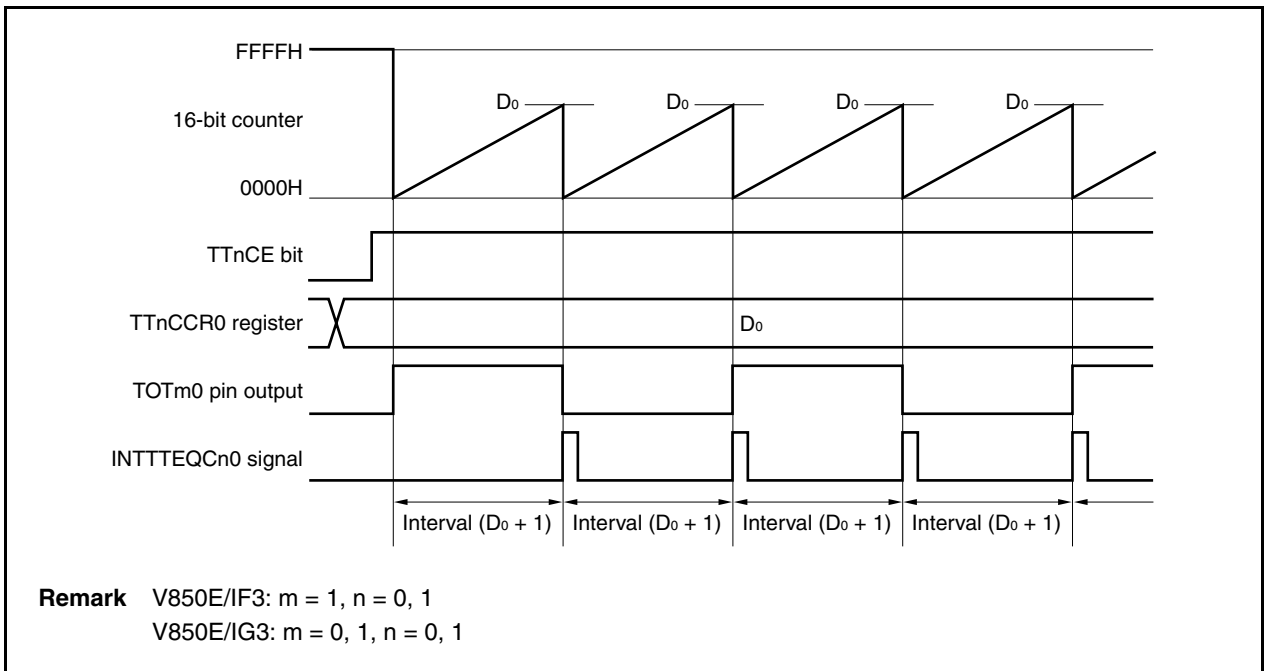 FFFFH
D₀ D₀ D₀ D₀
16-bit counter
0000H
TTnCE bit
TTnCCR0 register
D₀
TOTm0 pin output
INTTTEQCn0 signal
Interval (D₀ + 1) Interval (D₀ + 1) Interval (D₀ + 1) Interval (D₀ + 1)
Remark V850E/IF3: m = 1, n = 0, 1
V850E/IG3: m = 0, 1, n = 0, 1